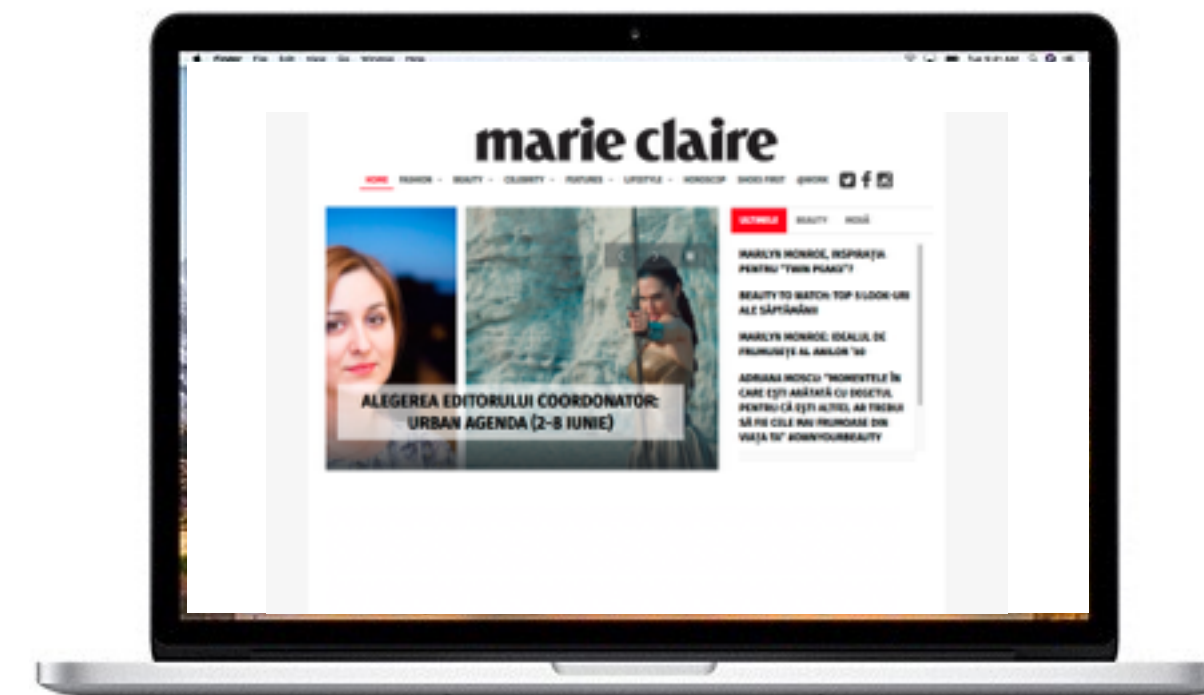 marie claire
HOME FASHION BEAUTY CELEBRITY FEATURES LIFESTYLE HOROSCOP SHOES FIRST @WORK
ULTIMELE BEAUTY MODĂ
ALEGEREA EDITORULUI COORDONATOR:
URBAN AGENDA (2-8 IUNIE)
MARILYN MONROE, INSPIRAȚIA
PENTRU "TWIN PEAKS"?
BEAUTY TO WATCH: TOP 5 LOOK-URI
ALE SĂPTĂMÂNII
MARILYN MONROE: IDEALUL DE
FRUMUSEȚE AL ANILOR
ADRIANA MOSCU: "MOMENTELE ÎN
CARE EȘTI ARĂTATĂ CU DEGETUL
PENTRU CĂ EȘTI ALTFEL AR TREBUI
SĂ FIE CELE MAI FRUMOASE DIN
VIAȚA TA" #OWNYOURBEAUTY